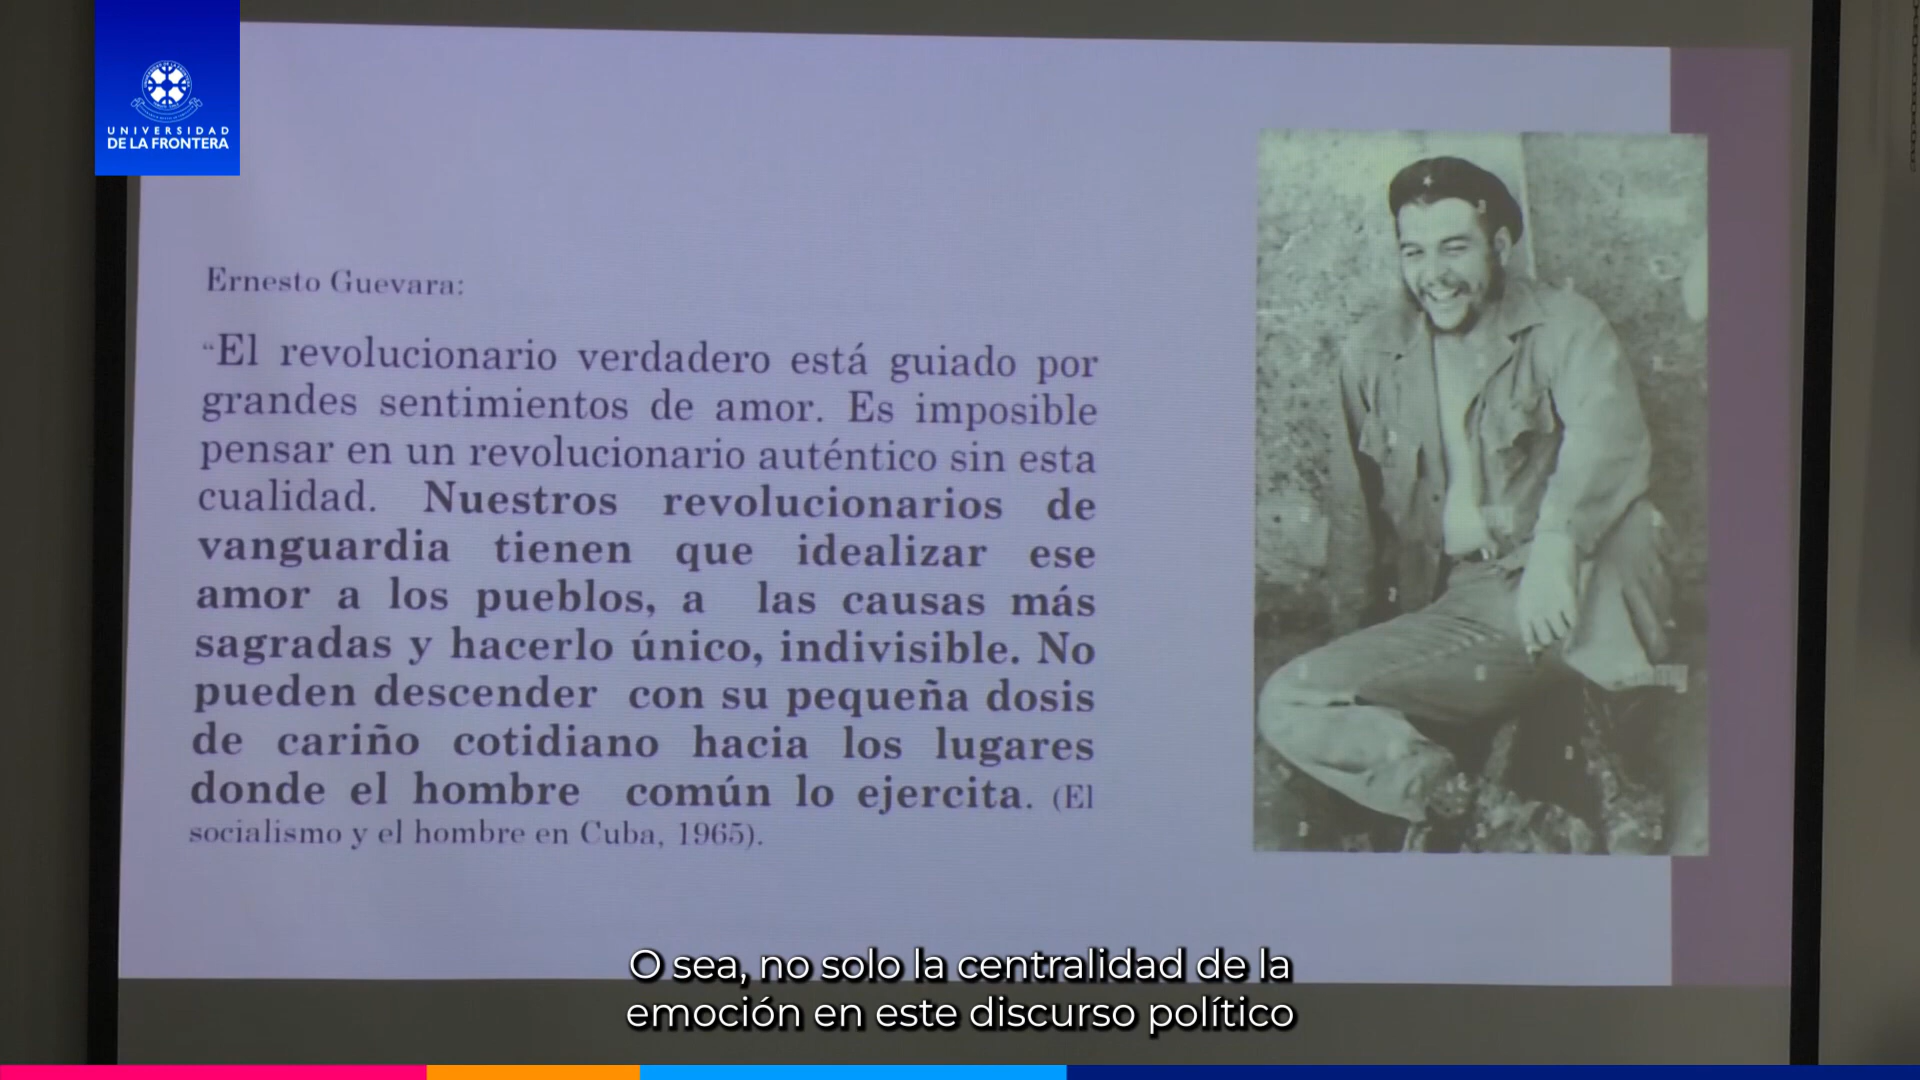 UNIVERSIDAD
DE LA FRONTERA
Ernesto Guevara:
“El revolucionario verdadero está guiado por
grandes sentimientos de amor. Es imposible
pensar en un revolucionario auténtico sin esta
cualidad. Nuestros revolucionarios de
vanguardia tienen que idealizar ese
amor a los pueblos, a las causas más
sagradas y hacerlo único, indivisible. No
pueden descender con su pequeña dosis
de cariño cotidiano hacia los lugares
donde el hombre común lo ejercita. (El
socialismo y el hombre en Cuba, 1965).
O sea, no solo la centralidad de la
emoción en este discurso político